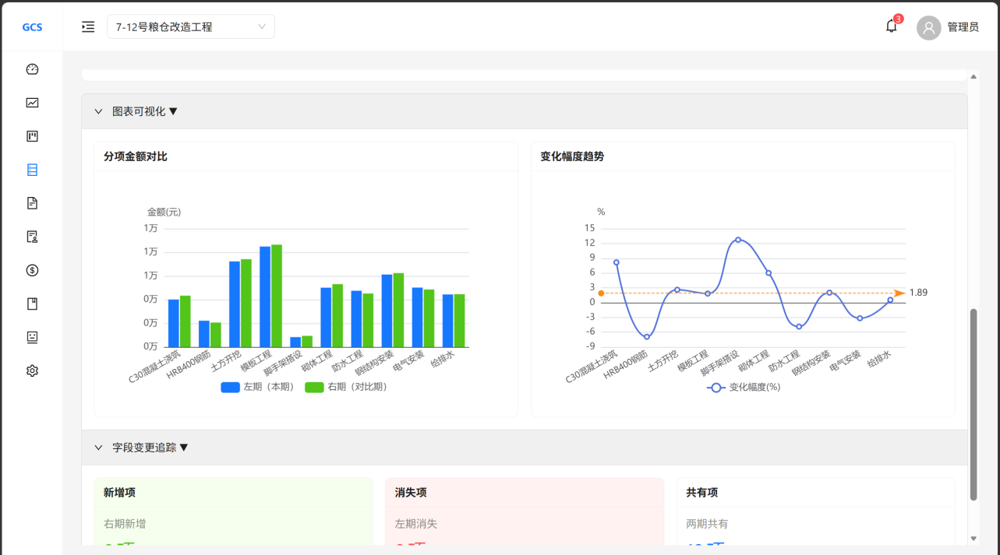 GCS
7-12号粮仓改造工程
3
管理员
图表可视化 ▼
分项金额对比
金额(元)
1万
1万
1万
0万
0万
0万
C30混凝土浇筑
HRB400钢筋
土方开挖
模板工程
脚手架搭设
砌体工程
防水工程
钢结构安装
电气安装
给排水
左期（本期）
右期（对比期）
变化幅度趋势
%
15
12
9
6
3
0
-3
-6
-9
1.89
C30混凝土浇筑
HRB400钢筋
土方开挖
模板工程
脚手架搭设
砌体工程
防水工程
钢结构安装
电气安装
给排水
变化幅度(%)
字段变更追踪 ▼
新增项
右期新增
消失项
左期消失
共有项
两期共有